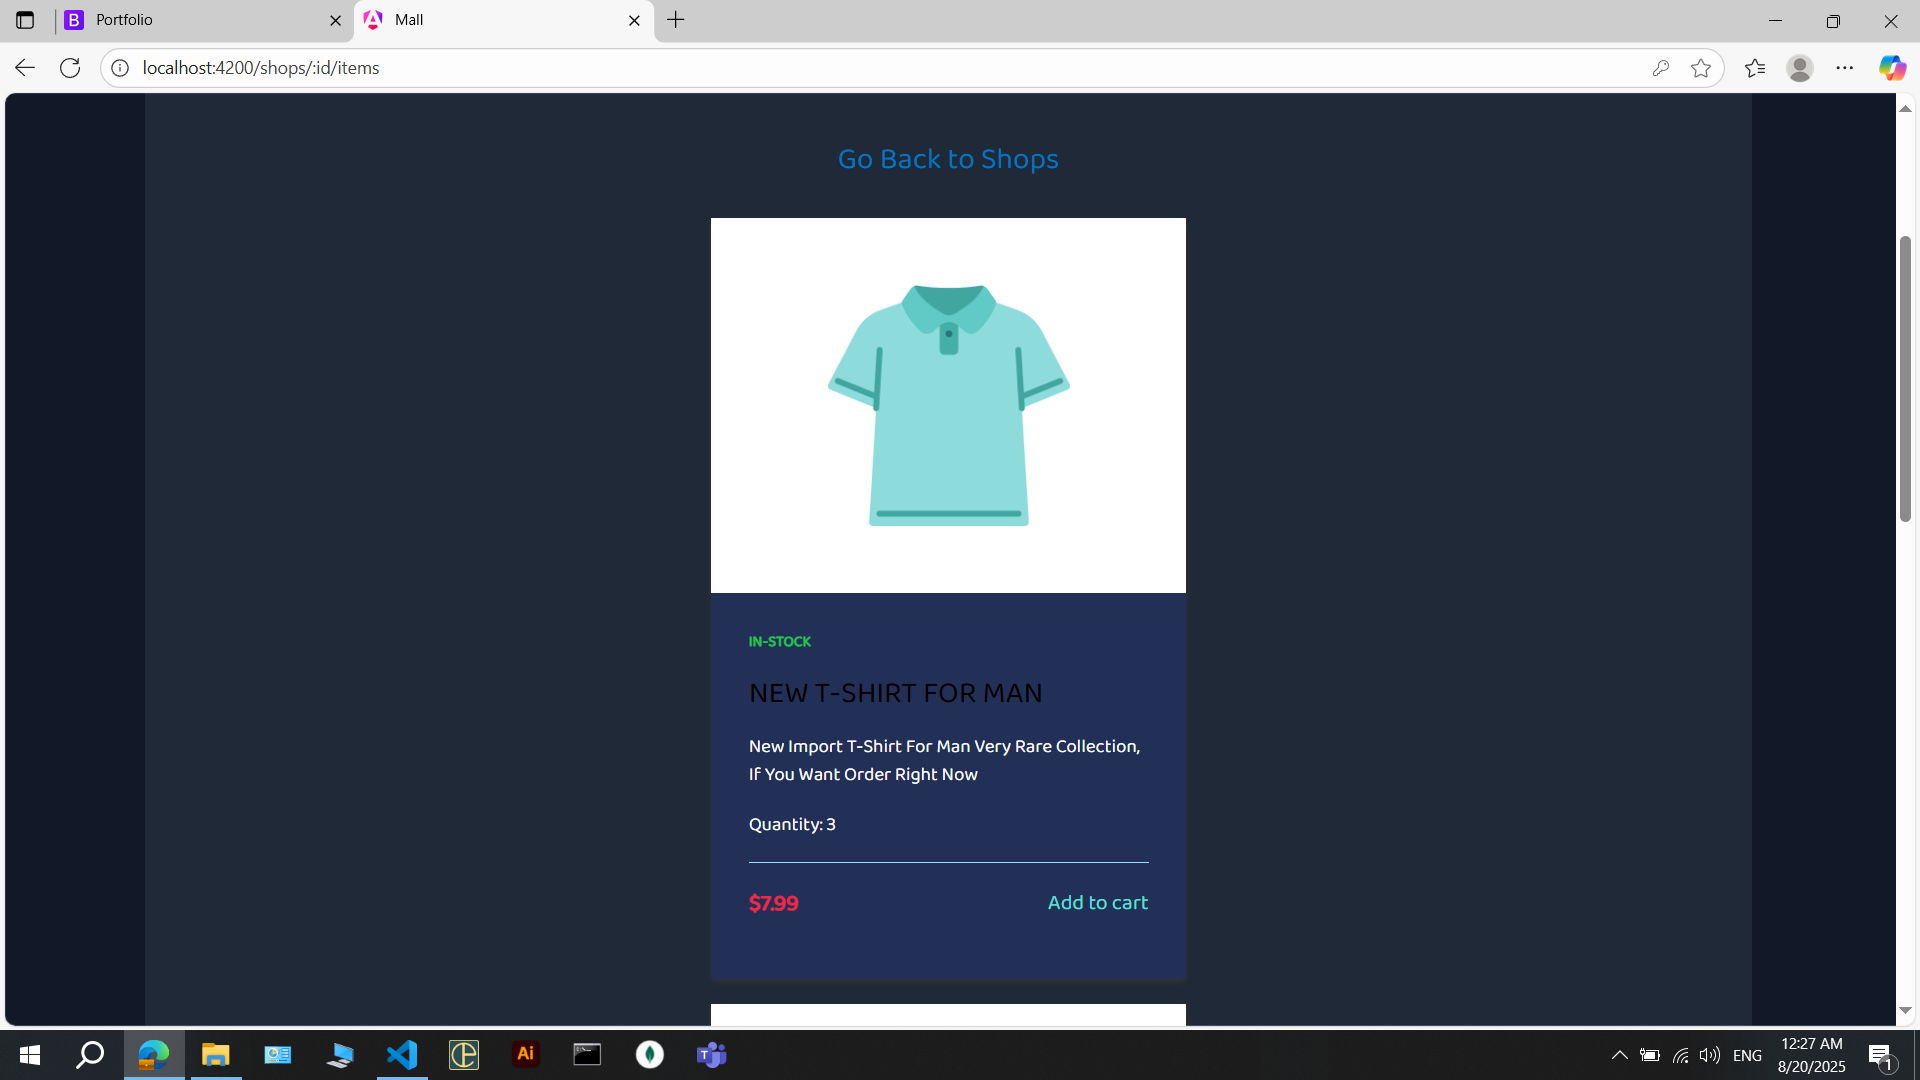 Portfolio
Mall
localhost:4200/shops/:id/items
Go Back to Shops
IN-STOCK
NEW T-SHIRT FOR MAN
New Import T-Shirt For Man Very Rare Collection,
If You Want Order Right Now
Quantity: 3
$7.99
Add to cart
ENG
12:27 AM
8/20/2025
1
B
Ai
T